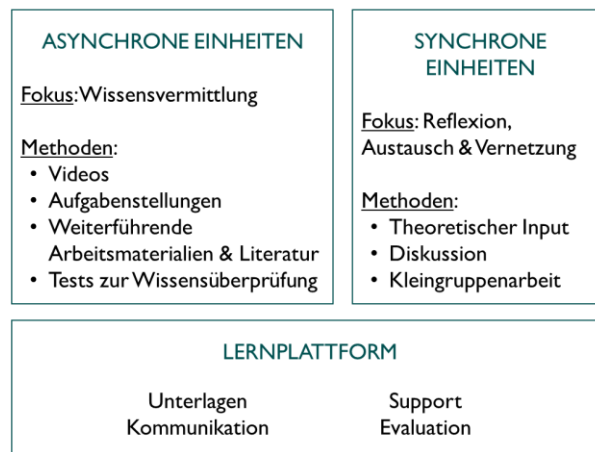 ASYNCHRONE EINHEITEN
Fokus: Wissensvermittlung
Methoden:
• Videos
• Aufgabenstellungen
• Weiterführende
Arbeitsmaterialien & Literatur
• Tests zur Wissensüberprüfung
SYNCHRONE
EINHEITEN
Fokus: Reflexion,
Austausch & Vernetzung
Methoden:
• Theoretischer Input
• Diskussion
• Kleingruppenarbeit
LERNPLATTFORM
Unterlagen
Kommunikation
Support
Evaluation